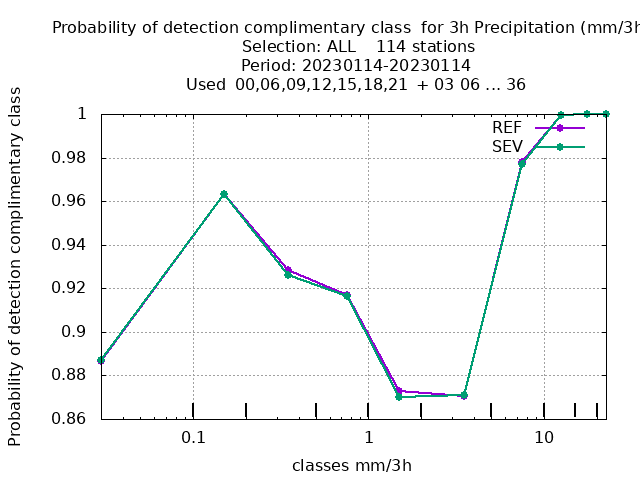 Probability of detection complimentary class  for 3h Precipitation (mm/3h
Selection: ALL    114 stations
Period: 20230114-20230114
Used  00,06,09,12,15,18,21  + 03 06 ... 36
Probability of detection complimentary class
1
0.98
0.96
0.94
0.92
0.9
0.88
0.86
REF
SEV
0.1
1
10
classes mm/3h